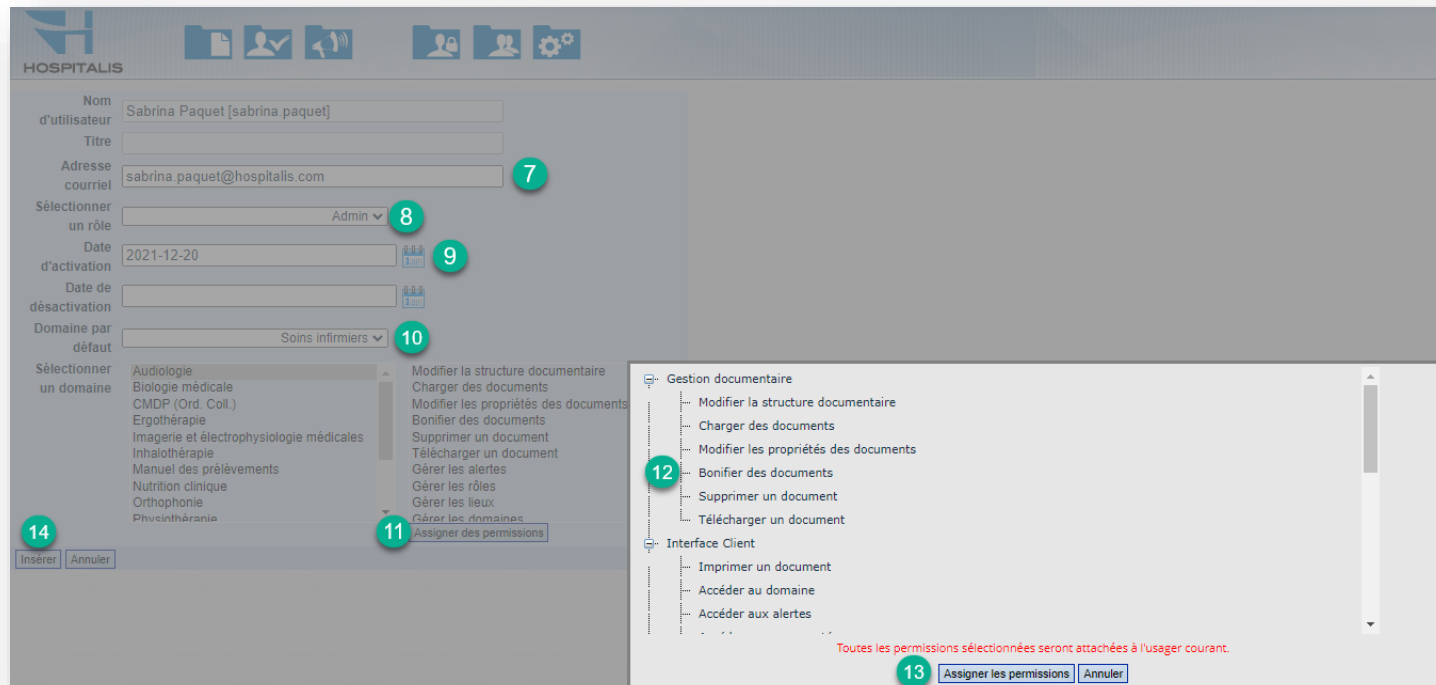 HOSPITALIS
Nom d'utilisateur
Sabrina Paquet [sabrina.paquet]
Titre
Adresse courriel
sabrina.paquet@hospitalis.com
7
Sélectionner un rôle
Admin
8
Date d'activation
2021-12-20
9
Date de désactivation
Domaine par défaut
Soins infirmiers
10
Sélectionner un domaine
Audiologie
Biologie médicale
CMDP (Ord. Coll.)
Ergothérapie
Imagerie et électrophysiologie médicales
Inhalothérapie
Manuel des prélèvements
Nutrition clinique
Orthophonie
Physiothérapie
Modifier la structure documentaire
Charger des documents
Modifier les propriétés des documents
Bonifier des documents
Supprimer un document
Télécharger un document
Gérer les alertes
Gérer les rôles
Gérer les lieux
Gérer les domaines
11
Assigner des permissions
14
Insérer
Annuler
Gestion documentaire
Modifier la structure documentaire
Charger des documents
Modifier les propriétés des documents
12
Bonifier des documents
Supprimer un document
Télécharger un document
Interface Client
Imprimer un document
Accéder au domaine
Accéder aux alertes
Toutes les permissions sélectionnées seront attachées à l'usager courant.
13
Assigner les permissions
Annuler